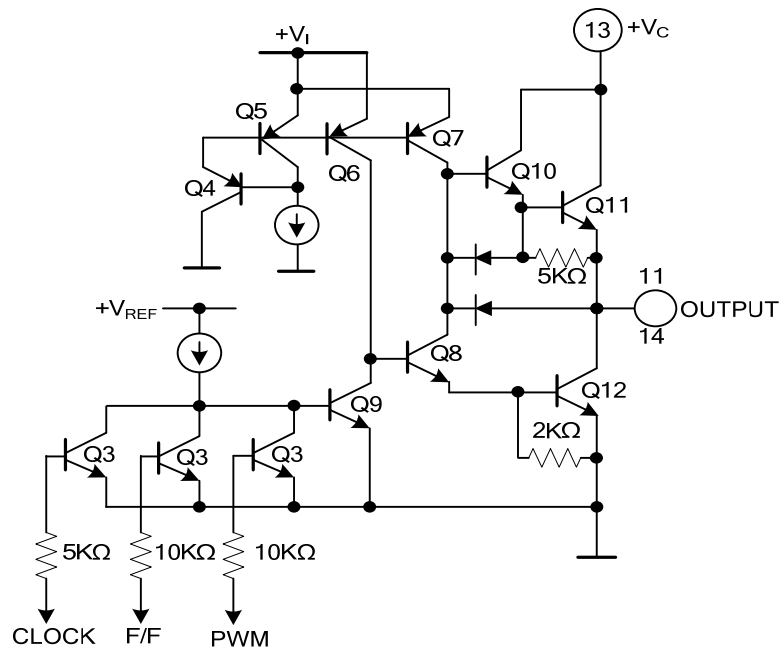 +VI
13
+VC
Q5
Q7
Q4
Q6
Q10
Q11
5KΩ
11
OUTPUT
14
+VREF
Q8
Q9
Q12
2KΩ
Q3
Q3
Q3
5KΩ
10KΩ
10KΩ
CLOCK
F/F
PWM